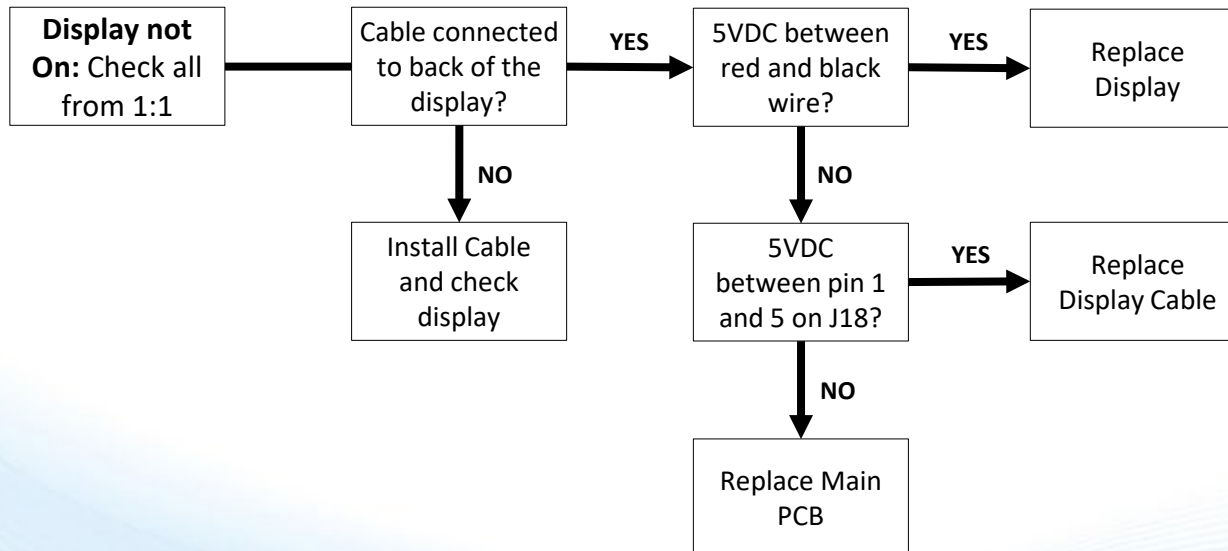 Display not
On: Check all
from 1:1
Cable connected
to back of the
display?
YES
5VDC between
red and black
wire?
YES
Replace
Display
NO
NO
Install Cable
and check
display
5VDC
between pin 1
and 5 on J18?
YES
Replace
Display Cable
NO
Replace Main
PCB